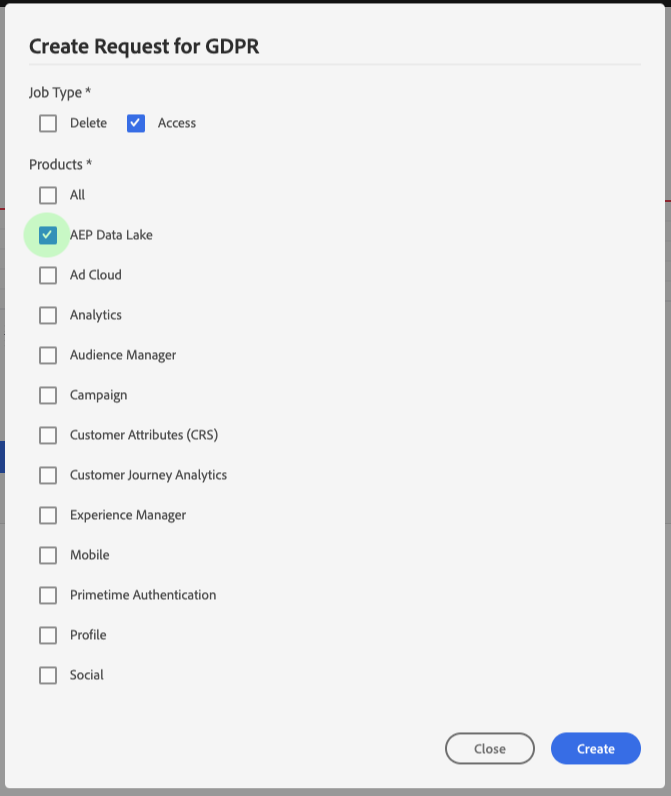 Create Request for GDPR
Job Type *
Delete Access
Products *
All
AEP Data Lake
Ad Cloud
Analytics
Audience Manager
Campaign
Customer Attributes (CRS)
Customer Journey Analytics
Experience Manager
Mobile
Primetime Authentication
Profile
Social
Close Create